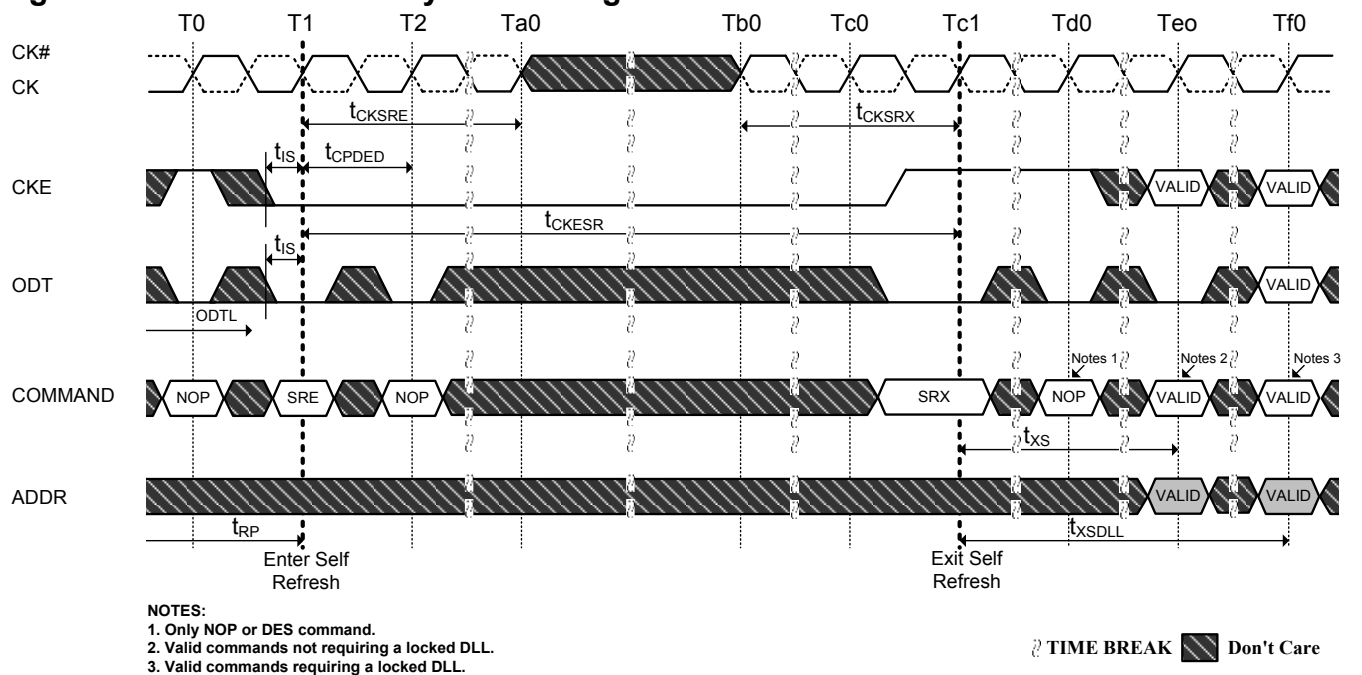 T0 T1 T2 Ta0 Tb0 Tc0 Tc1 Td0 Teo Tf0
CK#
CK
tCKSRE tCKSRX
tIS tCPDED
CKE VALID VALID
tCKESR
tIS
ODT VALID
ODTL
Notes 1 Notes 2 Notes 3
COMMAND NOP SRE NOP SRX NOP VALID VALID
tXS
ADDR VALID VALID
tRP tXSDLL
Enter Self
Refresh
Exit Self
Refresh
NOTES:
1. Only NOP or DES command.
2. Valid commands not requiring a locked DLL.
3. Valid commands requiring a locked DLL.
TIME BREAK Don't Care